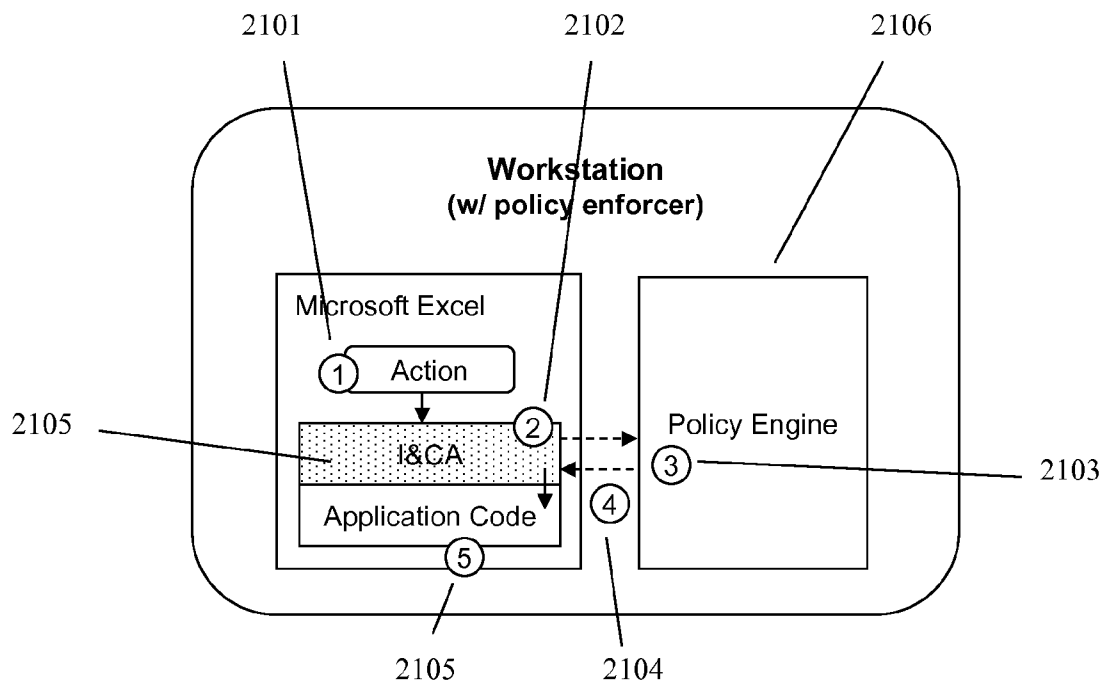 2101 2102 2106
Workstation
(w/ policy enforcer)
Microsoft Excel
1 Action
2105
2
I&CA
Policy Engine
3
2103
4
Application Code
5
2105 2104